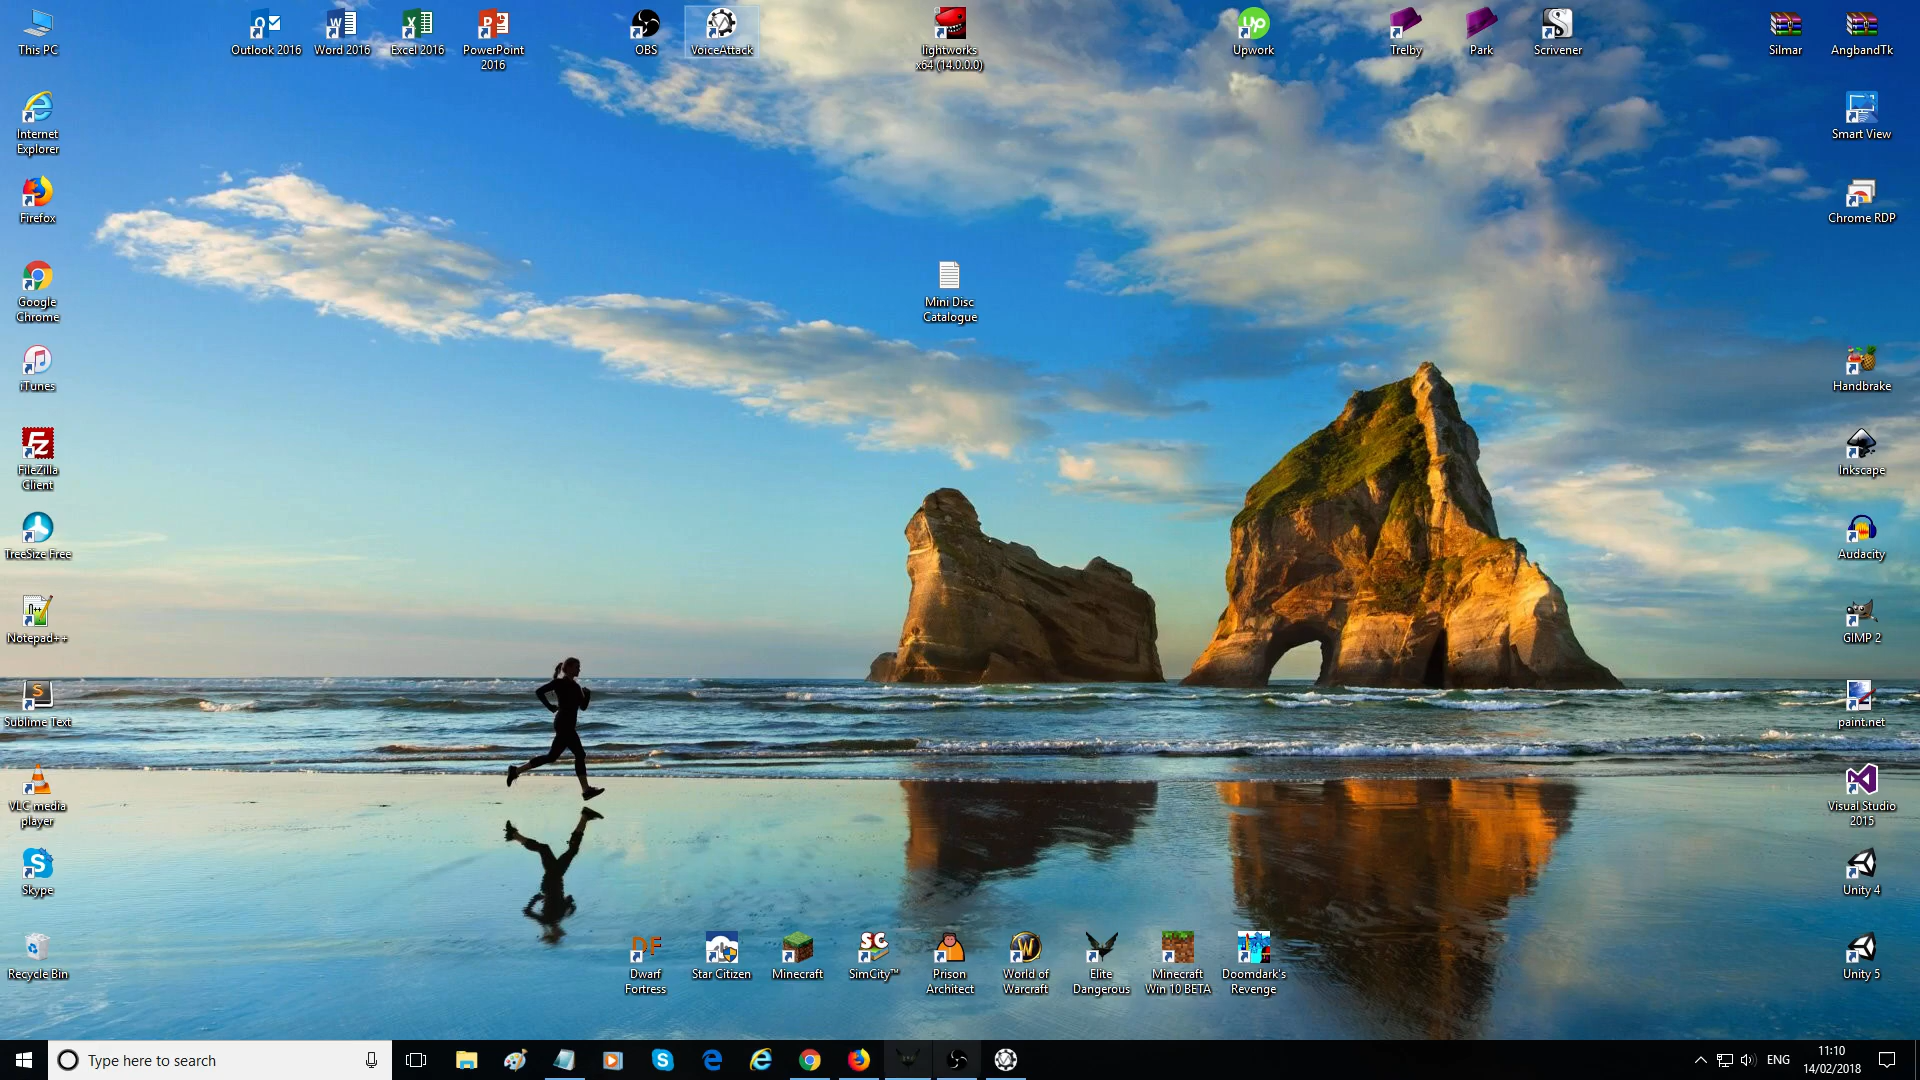 This PC
Outlook 2016
Word 2016
Excel 2016
PowerPoint
2016
OBS
VoiceAttack
lightworks
x64 (14.0.0.0)
Upwork
Trelby
Park
Scrivener
Silmar
AngbandTk
Internet
Explorer
Smart View
Firefox
Chrome RDP
Google
Chrome
Mini Disc
Catalogue
iTunes
Handbrake
FileZilla
Client
Inkscape
TreeSize Free
Audacity
Notepad++
GIMP 2
Sublime Text
paint.net
VLC media
player
Visual Studio
2015
Skype
Unity 4
Recycle Bin
DF
Dwarf
Fortress
Star Citizen
Minecraft
SC
SimCity™
Prison
Architect
World of
Warcraft
Elite
Dangerous
Minecraft
Win 10 BETA
Doomdark's
Revenge
Unity 5
Type here to search
ENG
11:10
14/02/2018